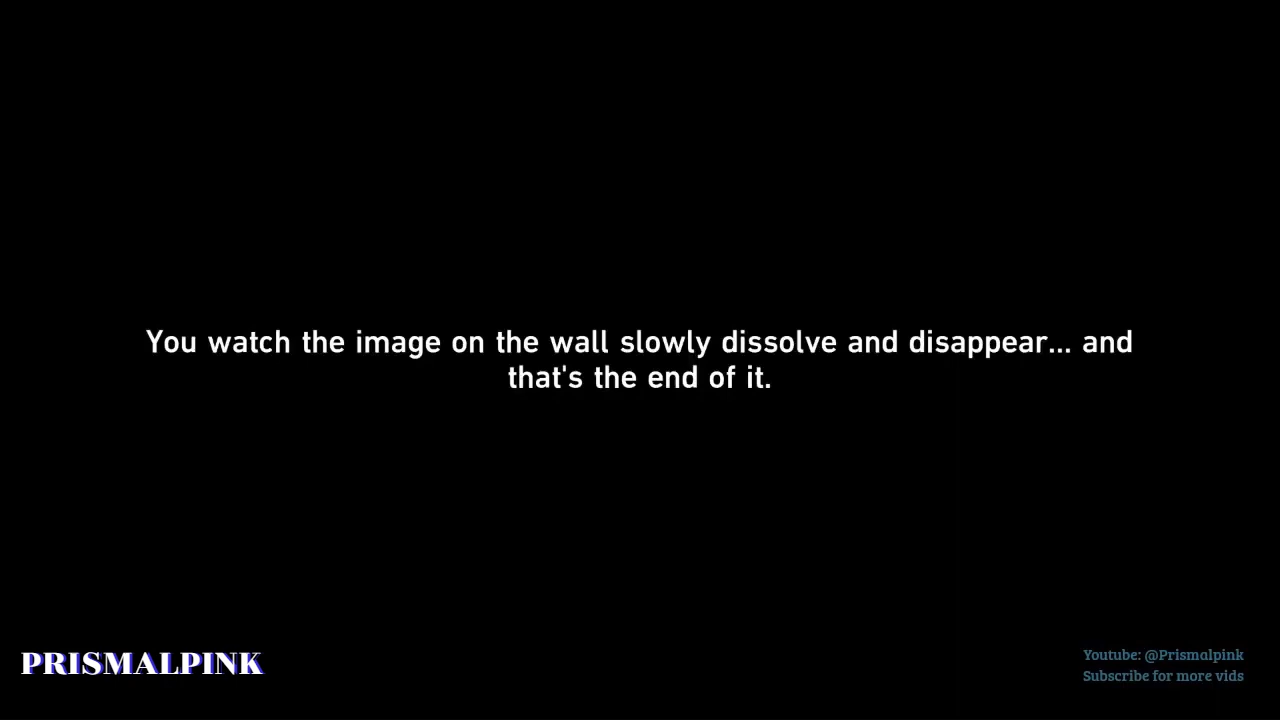 You watch the image on the wall slowly dissolve and disappear... and
that's the end of it.
PRISMALPINK
Youtube: @Prismalpink
Subscribe for more vids